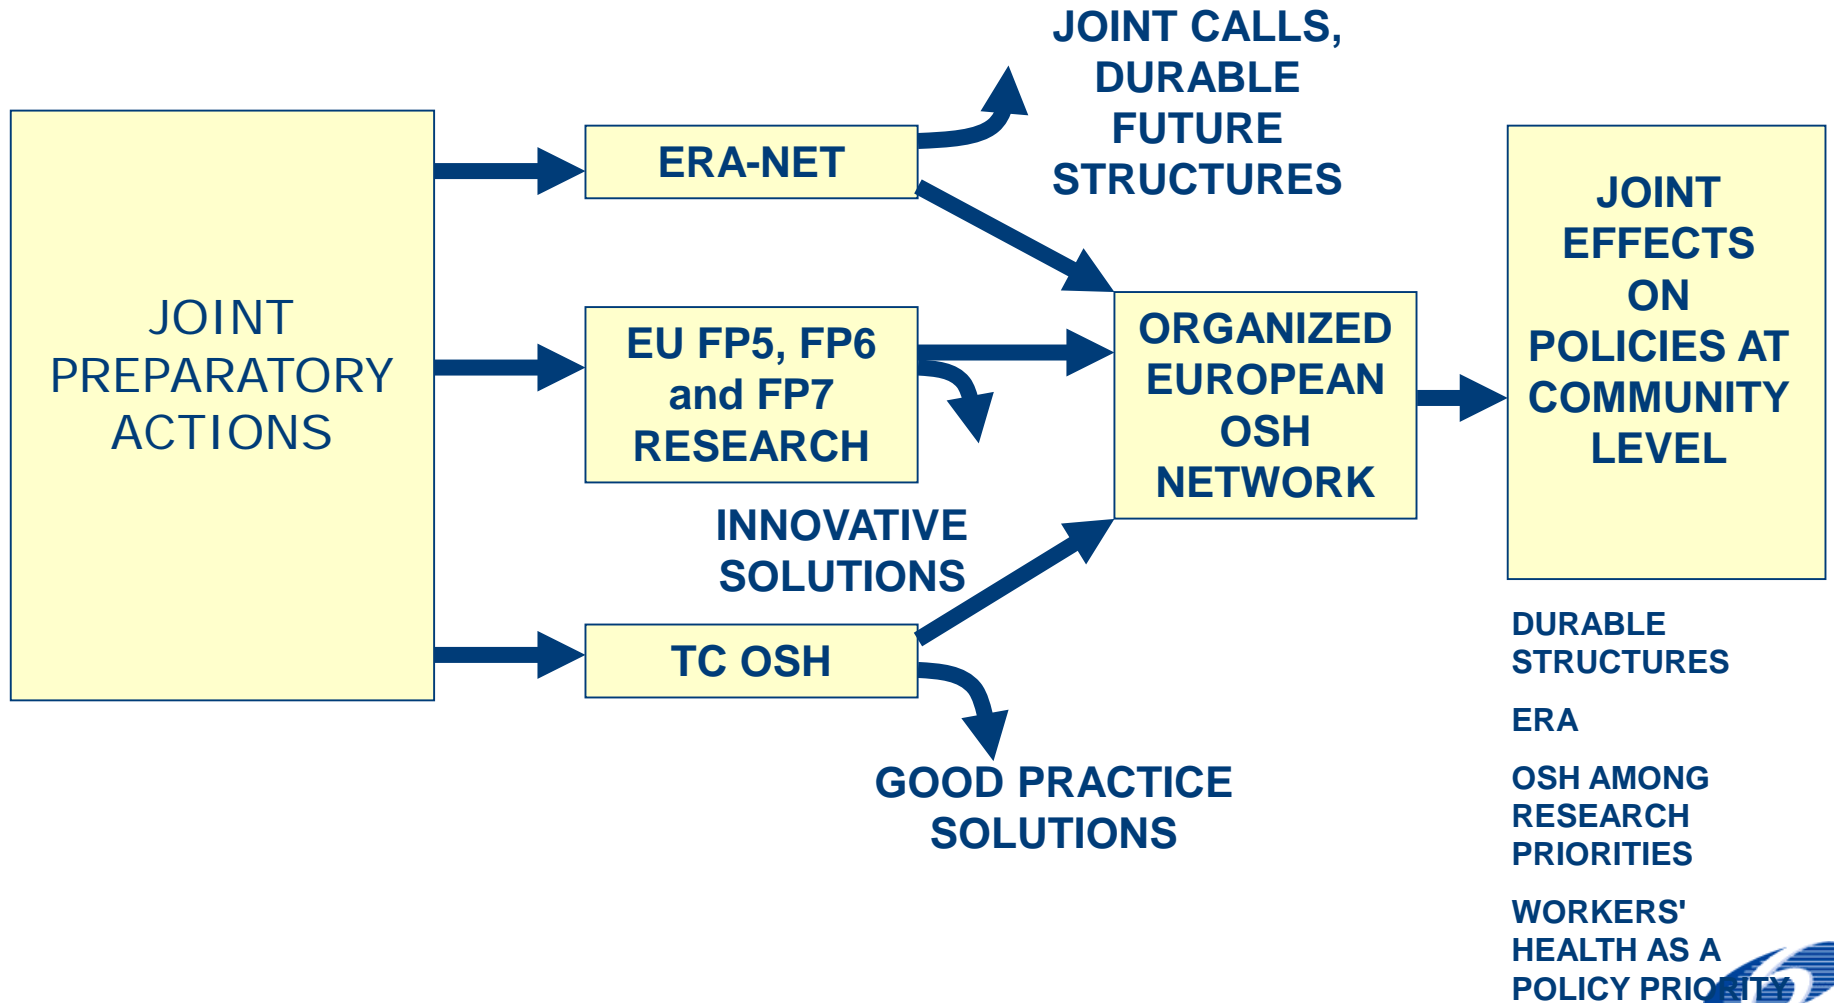 JOINT
PREPARATORY
ACTIONS
ERA-NET
JOINT CALLS,
DURABLE
FUTURE
STRUCTURES
EU FP5, FP6
and FP7
RESEARCH
INNOVATIVE
SOLUTIONS
TC OSH
GOOD PRACTICE
SOLUTIONS
ORGANIZED
EUROPEAN
OSH
NETWORK
JOINT
EFFECTS
ON
POLICIES AT
COMMUNITY
LEVEL
DURABLE
STRUCTURES
ERA
OSH AMONG
RESEARCH
PRIORITIES
WORKERS'
HEALTH AS A
POLICY PRIORITY